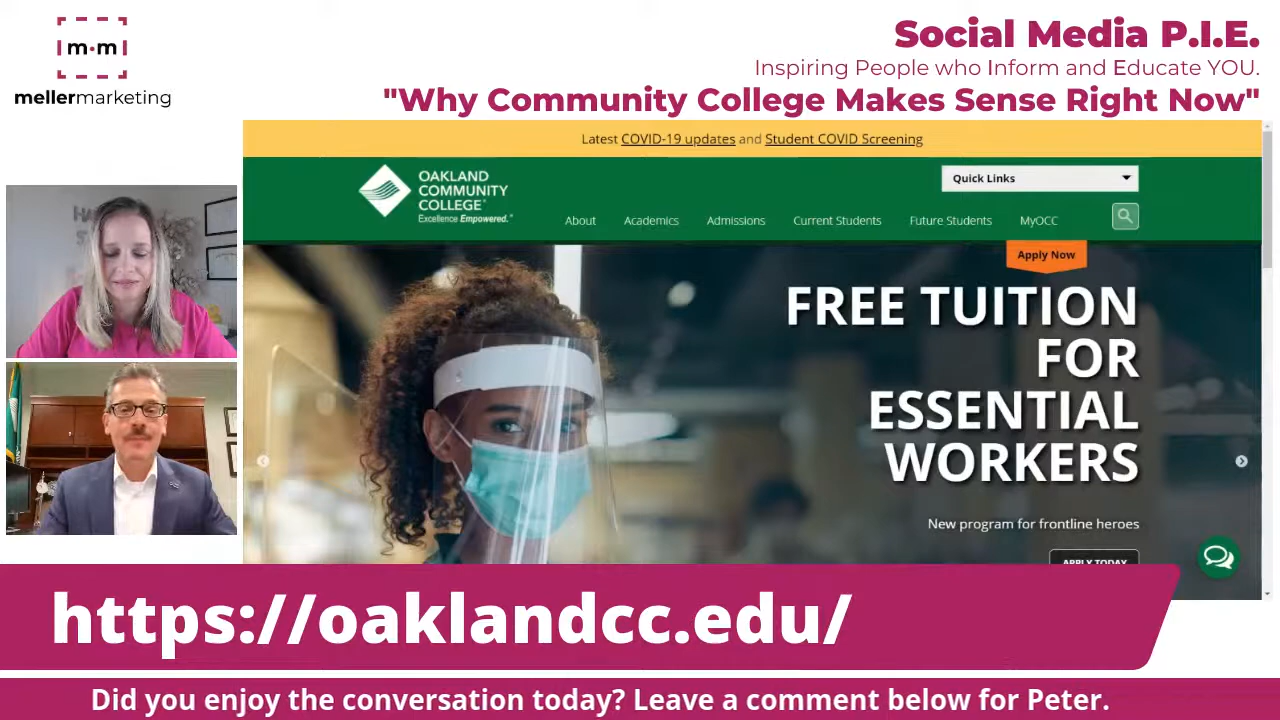 m·m
mellermarketing
Social Media P.I.E.
Inspiring People who Inform and Educate YOU.
"Why Community College Makes Sense Right Now"
Latest COVID-19 updates and Student COVID Screening
OAKLAND
COMMUNITY
COLLEGE®
Excellence Empowered.®
Quick Links
About Academics Admissions Current Students Future Students MyOCC
Apply Now
FREE TUITION
FOR
ESSENTIAL
WORKERS
New program for frontline heroes
APPLY TODAY
https://oaklandcc.edu/
Did you enjoy the conversation today? Leave a comment below for Peter.